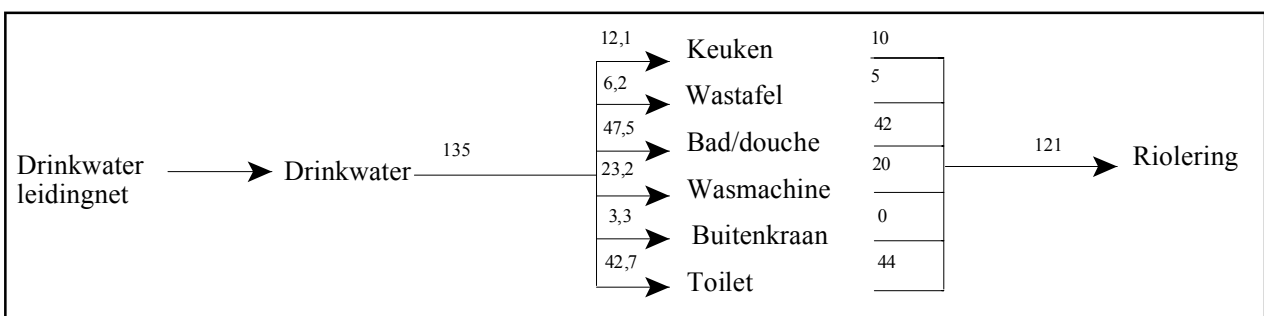 12,1 Keuken 10
6,2 Wastafel 5
47,5 Bad/douche 42
Drinkwater
leidingnet
Drinkwater 135
23,2 Wasmachine 20
121 Riolering
3,3 Buitenkraan 0
42,7 Toilet 44